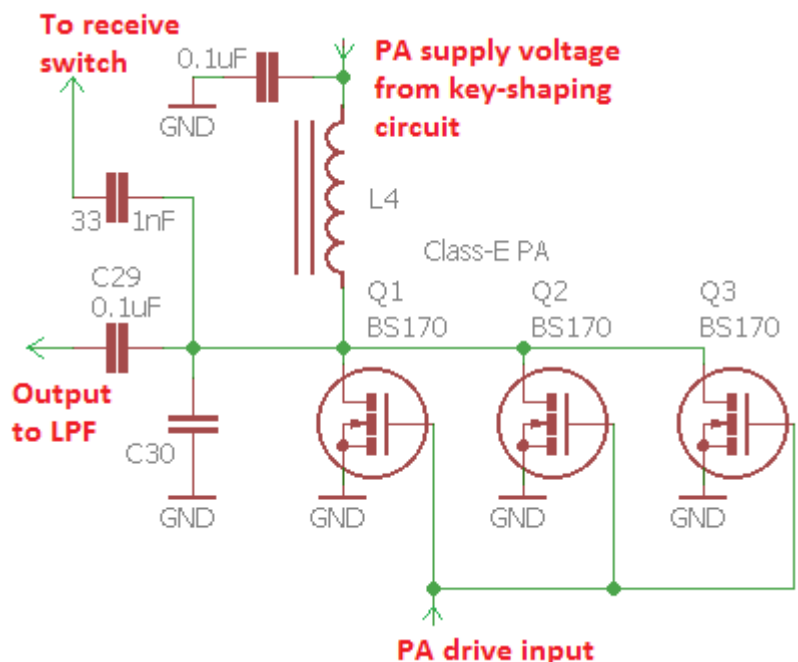 To receive
switch
0.1uF
PA supply voltage
from key-shaping
circuit
GND
L4
33 1nF
Class-E PA
C29
0.1uF
Q1
BS170
Q2
BS170
Q3
BS170
Output
to LPF
C30
GND
GND
GND
GND
PA drive input